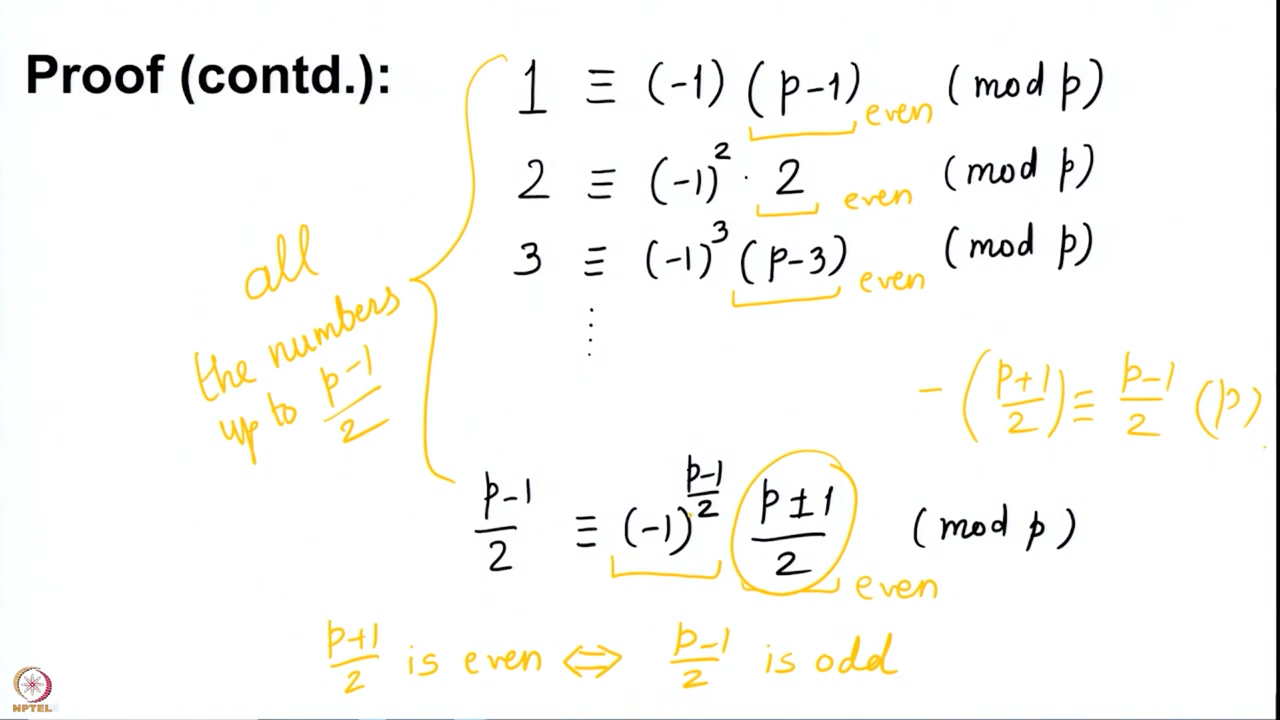 Proof (contd.):
1 ≡ (-1) (p-1) (mod p)
even
2 ≡ (-1)² · 2 (mod p)
even
3 ≡ (-1)³ (p-3) (mod p)
even
⋮
all
the numbers
up to (p-1)/2
-((p+1)/2) ≡ (p-1)/2 (p)
(p-1)/2 ≡ (-1)^((p-1)/2) (p±1)/2 (mod p)
even
(p+1)/2 is even ⇔ (p-1)/2 is odd
NPTEL